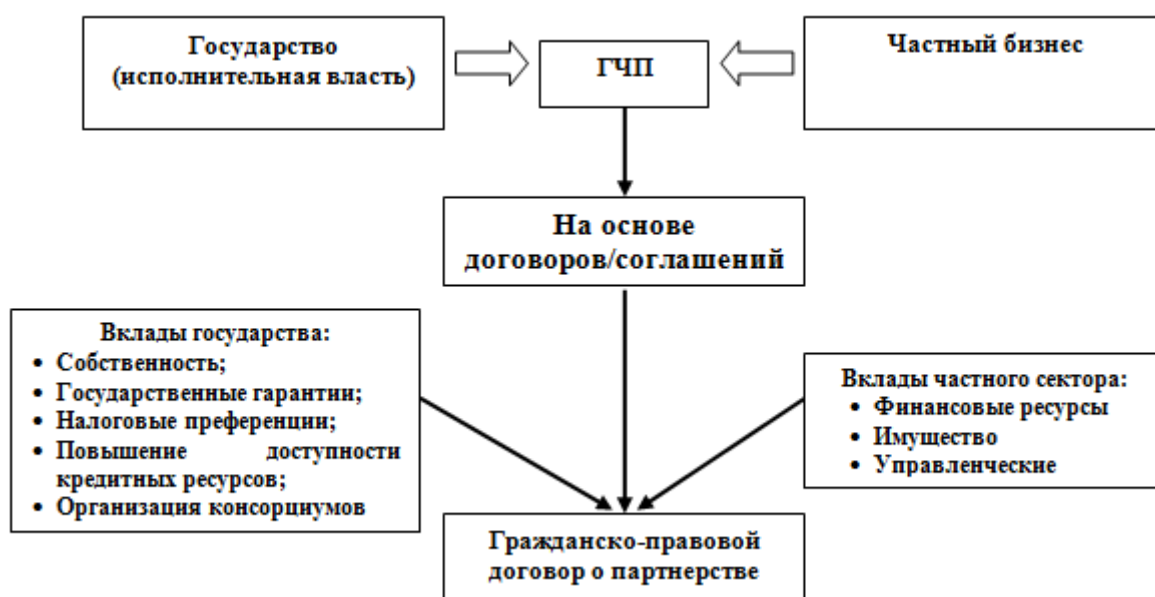 Государство
(исполнительная власть)
ГЧП
Частный бизнес
На основе
договоров/соглашений
Вклады государства:
• Собственность;
• Государственные гарантии;
• Налоговые преференции;
• Повышение доступности
кредитных ресурсов;
• Организация консорциумов
Вклады частного сектора:
• Финансовые ресурсы
• Имущество
• Управленческие
Гражданско-правовой
договор о партнерстве